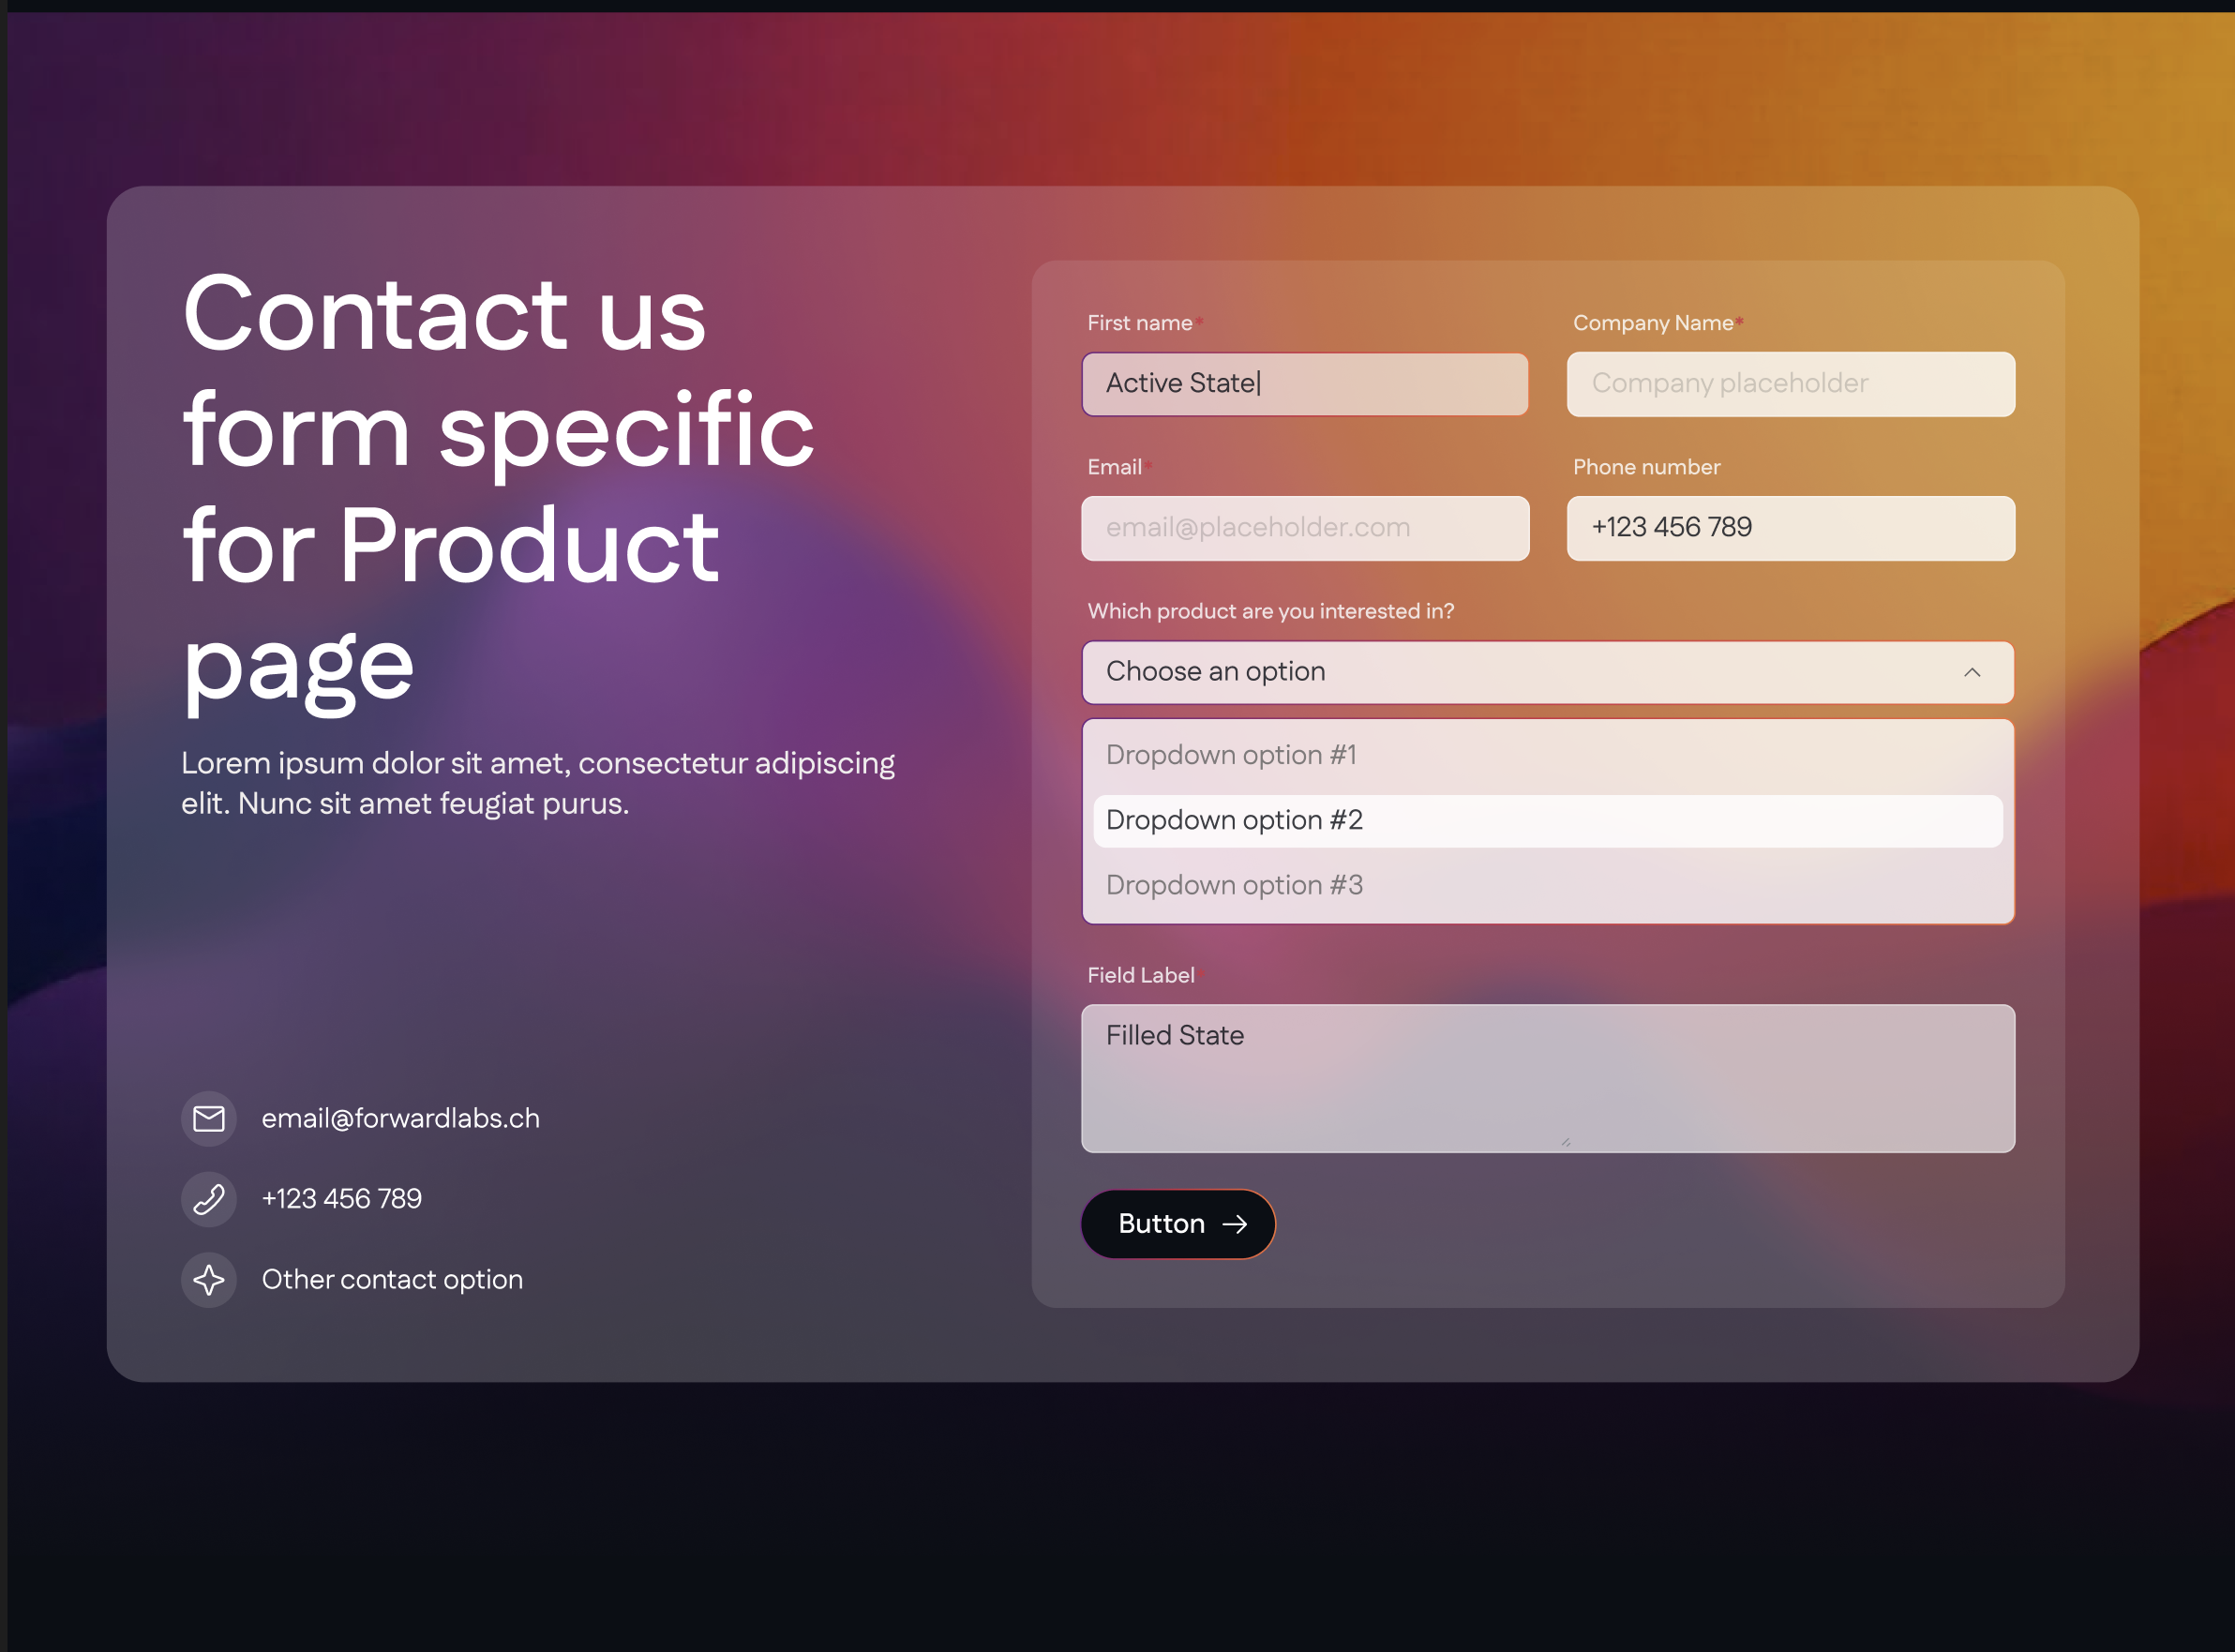 Contact us
form specific
for Product
page
Lorem ipsum dolor sit amet, consectetur adipiscing
elit. Nunc sit amet feugiat purus.
email@forwardlabs.ch
+123 456 789
Other contact option
First name*
Active State
Company Name*
Company placeholder
Email*
email@placeholder.com
Phone number
+123 456 789
Which product are you interested in?
Choose an option
Dropdown option #1
Dropdown option #2
Dropdown option #3
Field Label*
Filled State
Button →